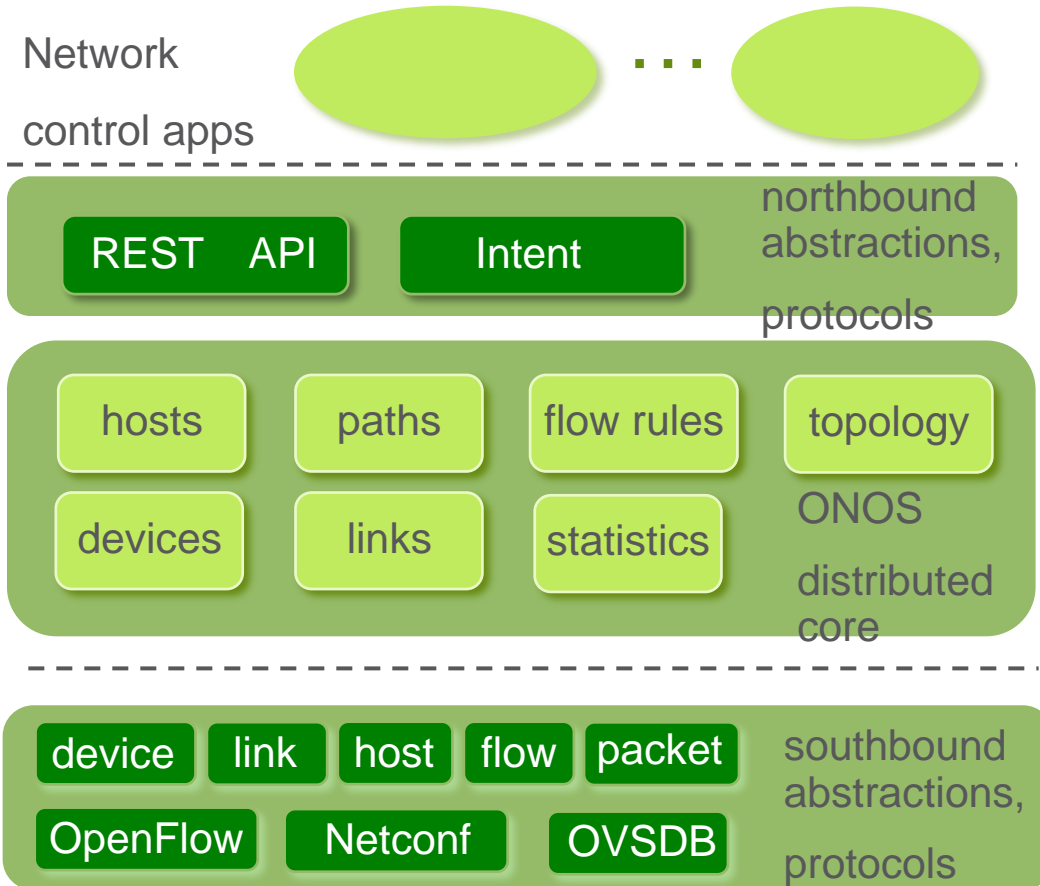 Network
control apps
...
northbound
abstractions,
protocols
REST API
Intent
hosts
paths
flow rules
topology
devices
links
statistics
ONOS
distributed
core
device
link
host
flow
packet
southbound
abstractions,
protocols
OpenFlow
Netconf
OVSDB